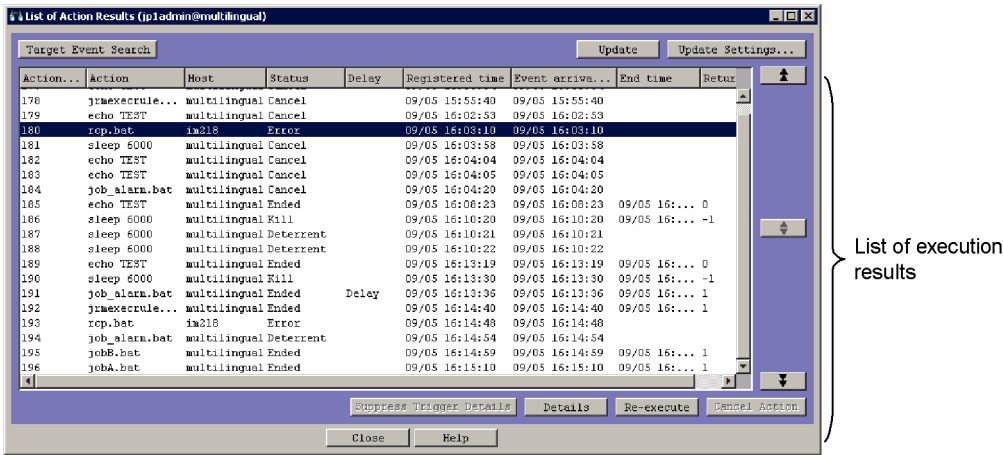 List of Action Results (jp1admin@multilingual)
Target Event Search Update Update Settings...
Action... Action Host Status Delay Registered time Event arriva... End time Retur
178 jrmexecrule... multilingual Cancel 09/05 15:55:40 09/05 15:55:40
179 echo TEST multilingual Cancel 09/05 16:02:53 09/05 16:02:53
180 rcp.bat im218 Error 09/05 16:03:10 09/05 16:03:10
181 sleep 6000 multilingual Cancel 09/05 16:03:58 09/05 16:03:58
182 echo TEST multilingual Cancel 09/05 16:04:04 09/05 16:04:04
183 echo TEST multilingual Cancel 09/05 16:04:05 09/05 16:04:05
184 job_alarm.bat multilingual Cancel 09/05 16:04:20 09/05 16:04:20
185 echo TEST multilingual Ended 09/05 16:08:23 09/05 16:08:23 09/05 16:... 0
186 sleep 6000 multilingual Kill 09/05 16:10:20 09/05 16:10:20 09/05 16:... -1
187 sleep 6000 multilingual Deterrent 09/05 16:10:21 09/05 16:10:21
188 sleep 6000 multilingual Deterrent 09/05 16:10:22 09/05 16:10:22
189 echo TEST multilingual Ended 09/05 16:13:19 09/05 16:13:19 09/05 16:... 0
190 sleep 6000 multilingual Kill 09/05 16:13:30 09/05 16:13:30 09/05 16:... -1
191 job_alarm.bat multilingual Ended Delay 09/05 16:13:36 09/05 16:13:36 09/05 16:... 1
192 jrmexecrule... multilingual Ended 09/05 16:14:40 09/05 16:14:40 09/05 16:... 1
193 rcp.bat im218 Error 09/05 16:14:48 09/05 16:14:48
194 job_alarm.bat multilingual Deterrent 09/05 16:14:54 09/05 16:14:54
195 jobB.bat multilingual Ended 09/05 16:14:59 09/05 16:14:59 09/05 16:... 1
196 jobA.bat multilingual Ended 09/05 16:15:10 09/05 16:15:10 09/05 16:... 1
Suppress Trigger Details Details Re-execute Cancel Action
Close Help
List of execution
results